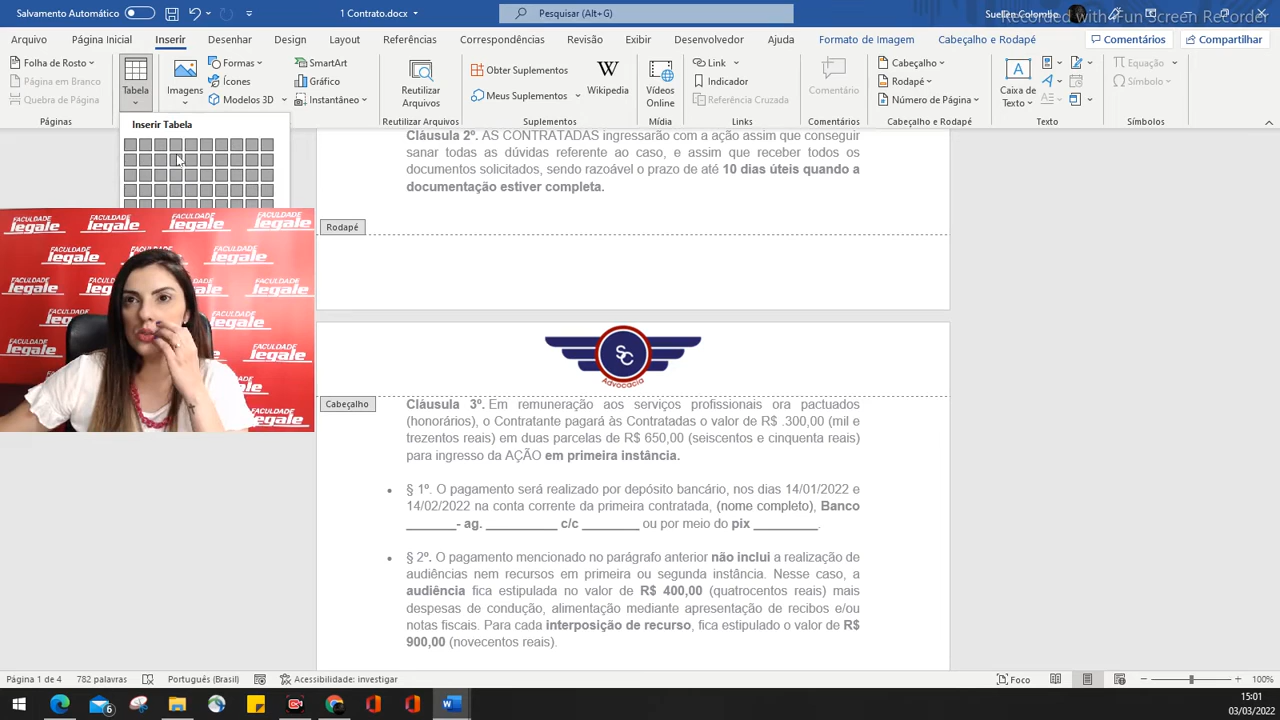 Salvamento Automático
1 Contrato.docx
Pesquisar (Alt+G)
Suellen Colombo
Recorded with Fun Screen Recorder
Arquivo Página Inicial Inserir Desenhar Design Layout Referências Correspondências Revisão Exibir Desenvolvedor Ajuda Formato de Imagem Cabeçalho e Rodapé Comentários Compartilhar
Folha de Rosto
Página em Branco
Quebra de Página
Páginas
Tabela
Imagens
Formas
Ícones
Modelos 3D
SmartArt
Gráfico
Instantâneo
Reutilizar
Arquivos
Reutilizar Arquivos
Obter Suplementos
Meus Suplementos
Wikipedia
Suplementos
Vídeos
Online
Mídia
Link
Indicador
Referência Cruzada
Links
Comentário
Comentários
Cabeçalho
Rodapé
Número de Página
Cabeçalho e Rodapé
Caixa de
Texto
Texto
Equação
Símbolo
Símbolos
Inserir Tabela
Cláusula 2º. AS CONTRATADAS ingressarão com a ação assim que conseguir
sanar todas as dúvidas referente ao caso, e assim que receber todos os
documentos solicitados, sendo razoável o prazo de até 10 dias úteis quando a
documentação estiver completa.
Rodapé
SC
Advocacia
Cabeçalho
Cláusula 3º. Em remuneração aos serviços profissionais ora pactuados
(honorários), o Contratante pagará às Contratadas o valor de R$ .300,00 (mil e
trezentos reais) em duas parcelas de R$ 650,00 (seiscentos e cinquenta reais)
para ingresso da AÇÃO em primeira instância.
• § 1º. O pagamento será realizado por depósito bancário, nos dias 14/01/2022 e
14/02/2022 na conta corrente da primeira contratada, (nome completo), Banco
_______- ag. __________ c/c ________ ou por meio do pix _________.
• § 2º. O pagamento mencionado no parágrafo anterior não inclui a realização de
audiências nem recursos em primeira ou segunda instância. Nesse caso, a
audiência fica estipulada no valor de R$ 400,00 (quatrocentos reais) mais
despesas de condução, alimentação mediante apresentação de recibos e/ou
notas fiscais. Para cada interposição de recurso, fica estipulado o valor de R$
900,00 (novecentos reais).
FACULDADE
legale
Página 1 de 4 782 palavras Português (Brasil) Acessibilidade: investigar Foco 100%
6
15:01
03/03/2022